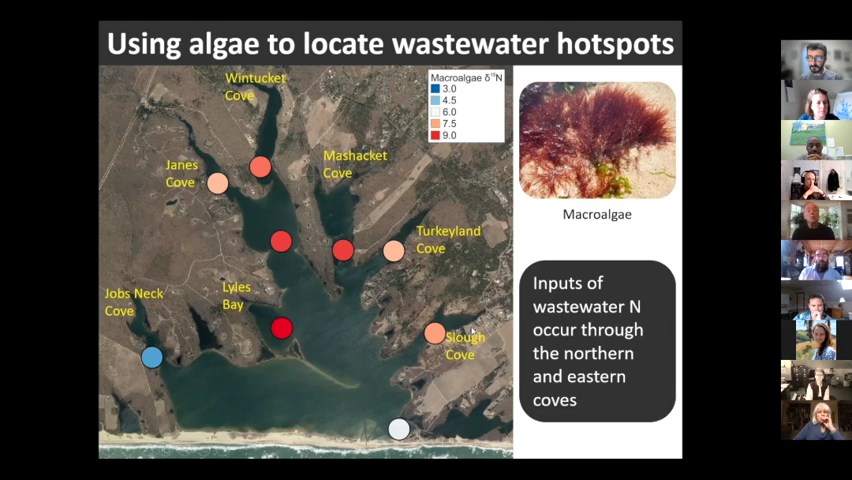 Using algae to locate wastewater hotspots
Wintucket
Cove
Macroalgae δ¹⁵N
3.0
4.5
6.0
7.5
9.0
Janes
Cove
Mashacket
Cove
Macroalgae
Turkeyland
Cove
Jobs Neck
Cove
Lyles
Bay
Slough
Cove
Inputs of
wastewater N
occur through
the northern
and eastern
coves